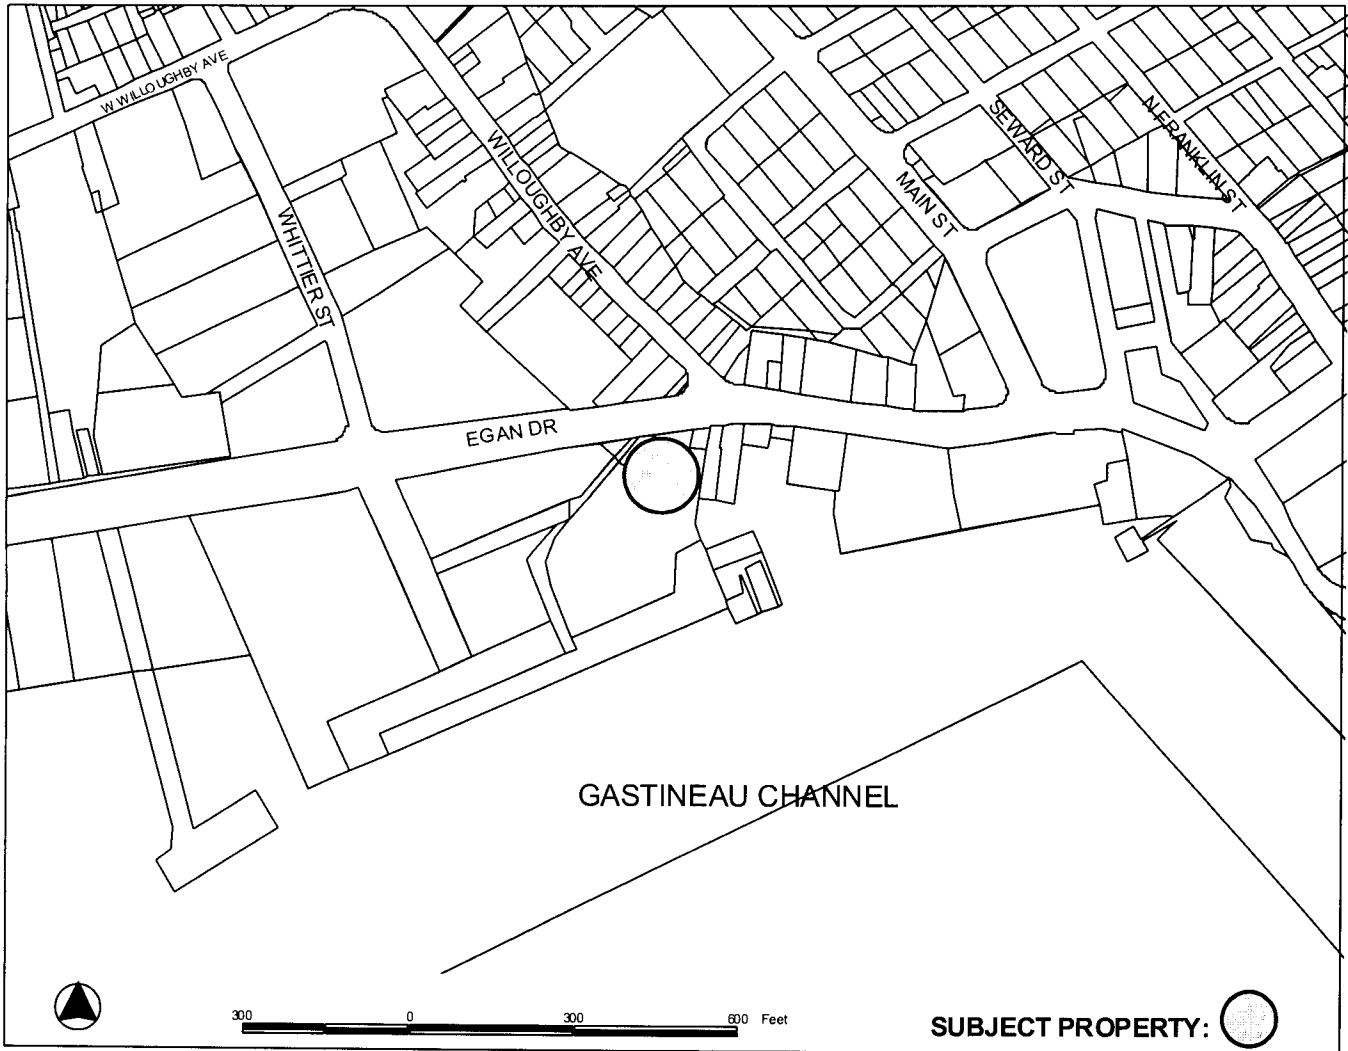 W WILLOUGHBY AVE
WILLOUGHBY AVE
SEWARD ST
N FRANKLIN ST
MAIN ST
WHITTIER ST
EGAN DR
GASTINEAU CHANNEL
300 0 300 600 Feet
SUBJECT PROPERTY: